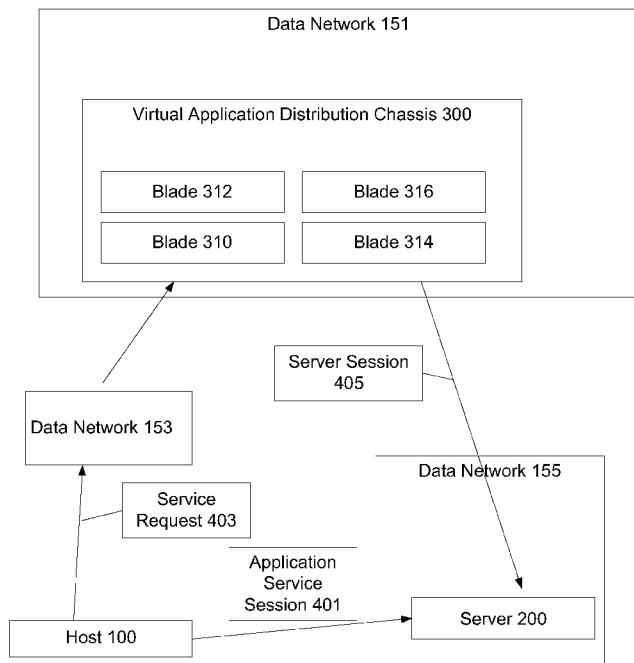 Data Network 151
Virtual Application Distribution Chassis 300
Blade 312
Blade 316
Blade 310
Blade 314
Server Session
405
Data Network 153
Data Network 155
Service
Request 403
Application
Service
Session 401
Host 100
Server 200